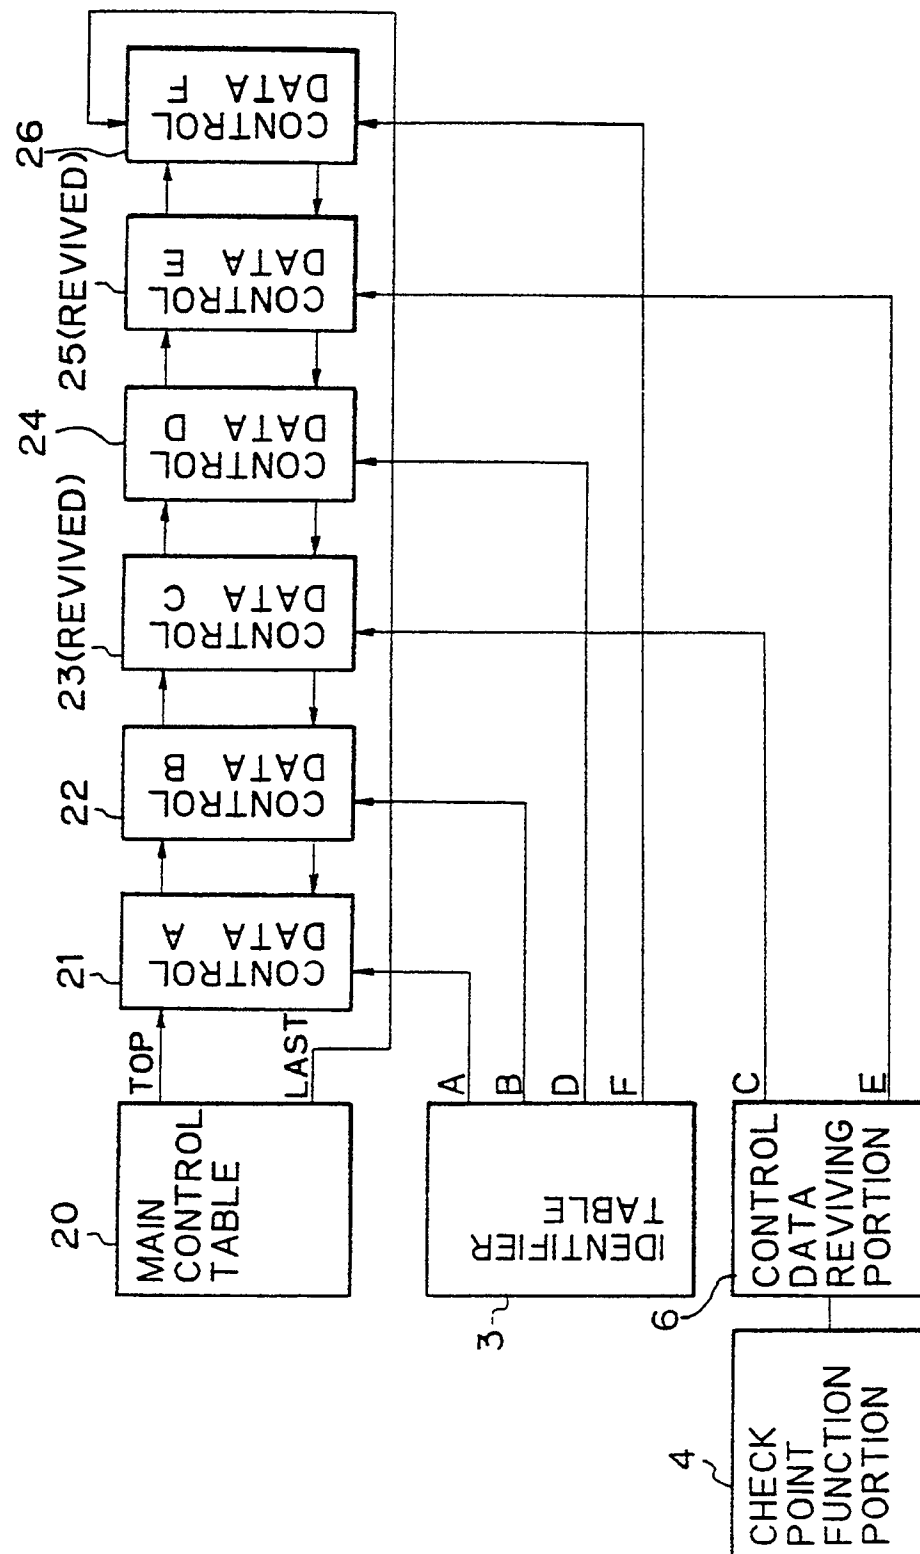 20
MAIN
CONTROL
TABLE
TOP
LAST
21
CONTROL
DATA A
22
CONTROL
DATA B
23(REVIVED)
CONTROL
DATA C
24
CONTROL
DATA D
25(REVIVED)
CONTROL
DATA E
26
CONTROL
DATA F
3
IDENTIFIER
TABLE
A
B
D
F
4
CHECK
POINT
FUNCTION
PORTION
6
CONTROL
DATA
REVIVING
PORTION
C
E